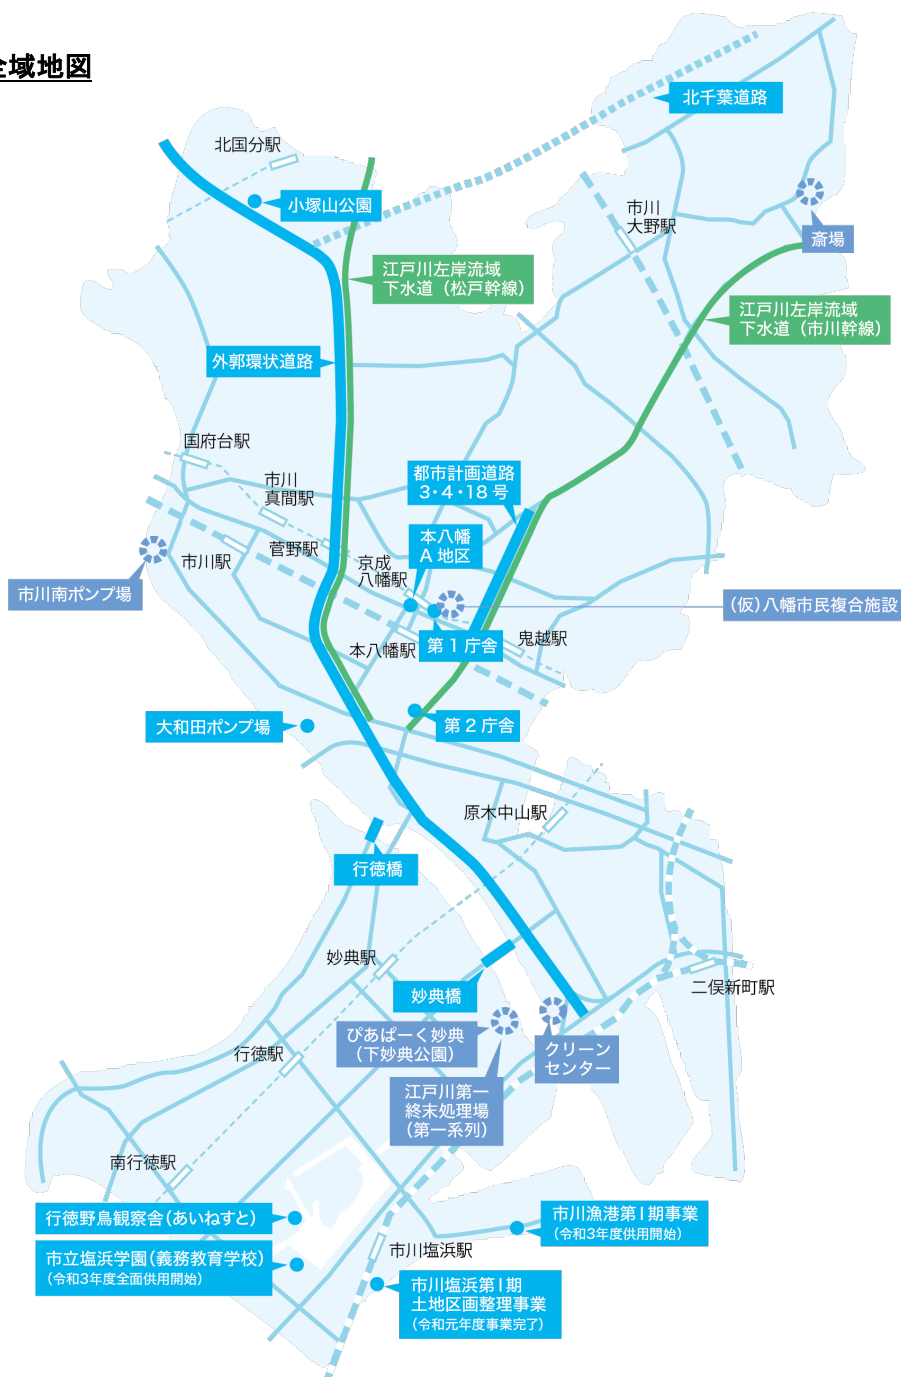 全域地図
北千葉道路
北国分駅
小塚山公園
市川
大野駅
斎場
江戸川左岸流域
下水道（松戸幹線）
江戸川左岸流域
下水道（市川幹線）
外郭環状道路
国府台駅
市川
真間駅
都市計画道路
3・4・18号
本八幡
A 地区
菅野駅
市川駅
京成
八幡駅
市川南ポンプ場
（仮）八幡市民複合施設
第１庁舎
鬼越駅
本八幡駅
大和田ポンプ場
第２庁舎
原木中山駅
行徳橋
妙典駅
妙典橋
二俣新町駅
ぴあぱーく妙典
（下妙典公園）
クリーン
センター
行徳駅
江戸川第一
終末処理場
（第一系列）
南行徳駅
行徳野鳥観察舎（あいねすと）
市川漁港第Ⅰ期事業
（令和３年度供用開始）
市立塩浜学園（義務教育学校）
（令和３年度全面供用開始）
市川塩浜駅
市川塩浜第Ⅰ期
土地区画整理事業
（令和元年度事業完了）